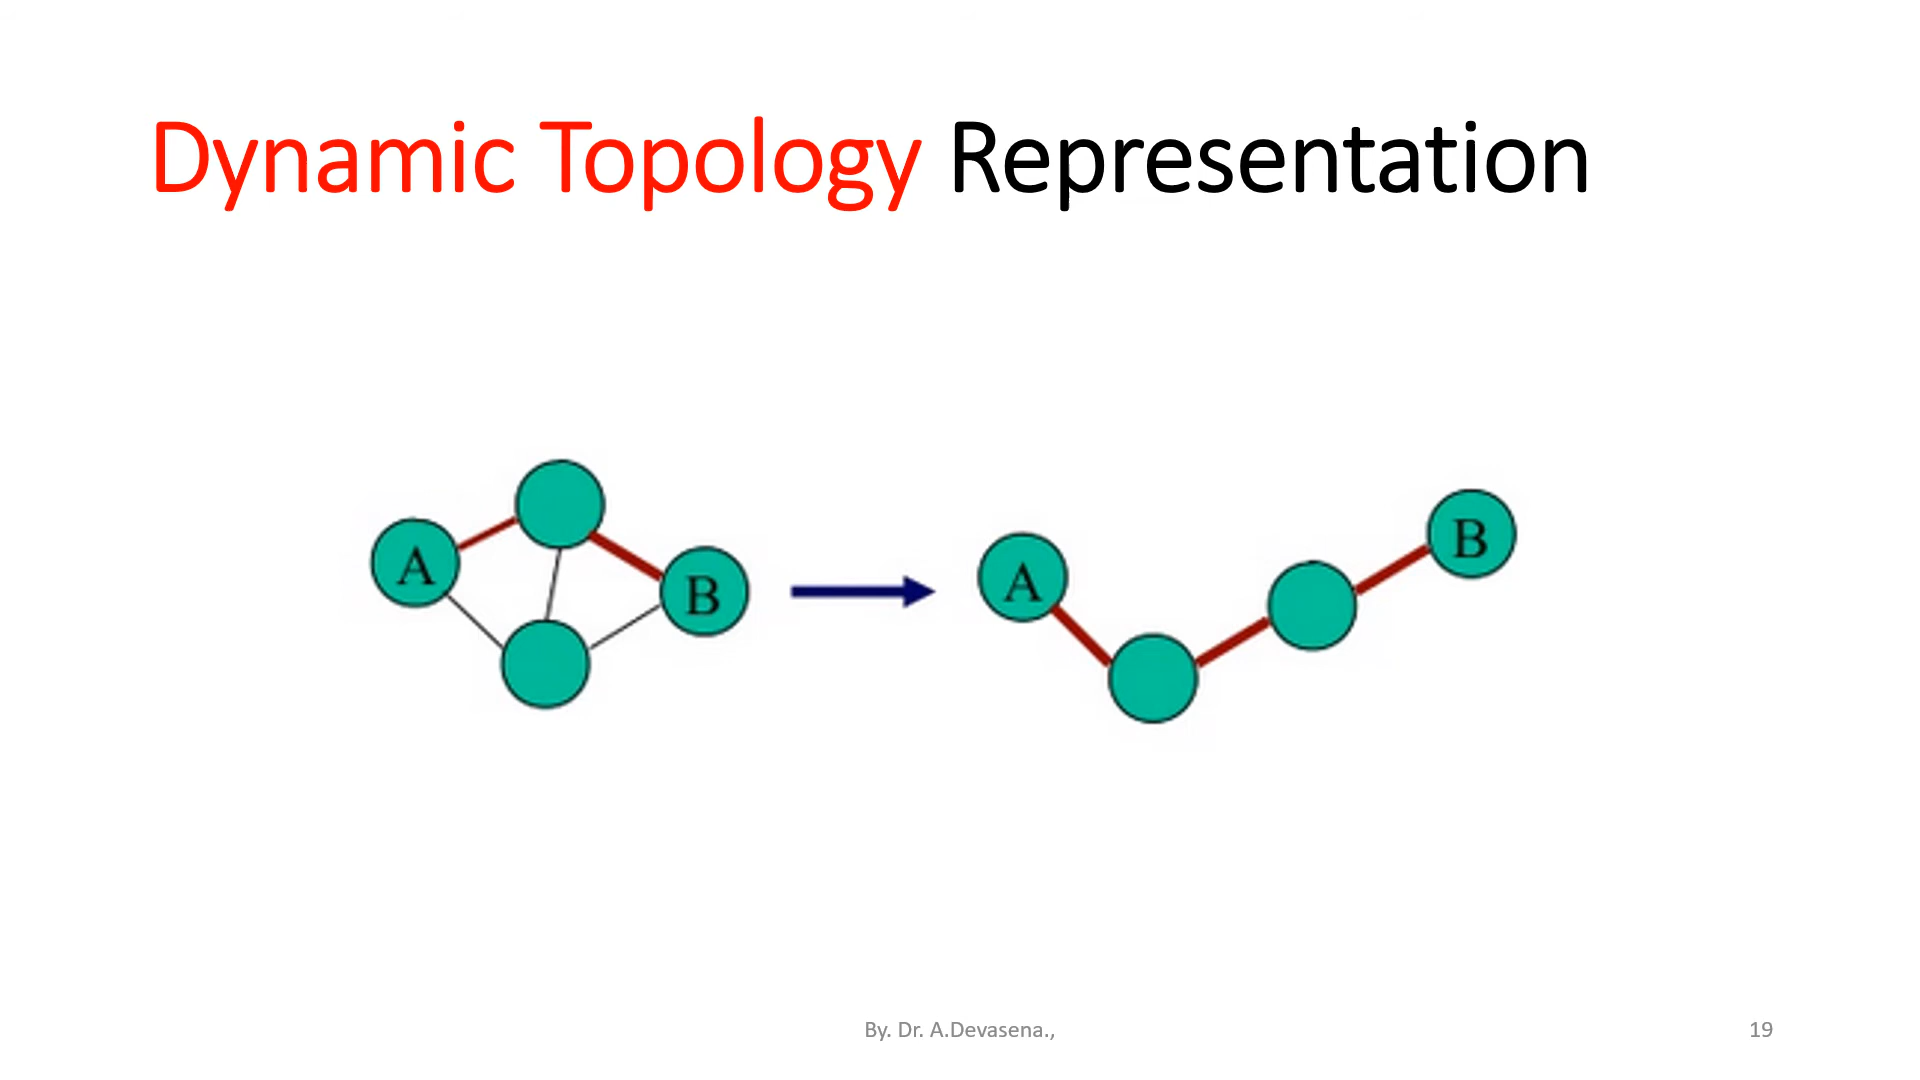 Dynamic Topology Representation
A
B
A
B
By. Dr. A.Devasena.,
19